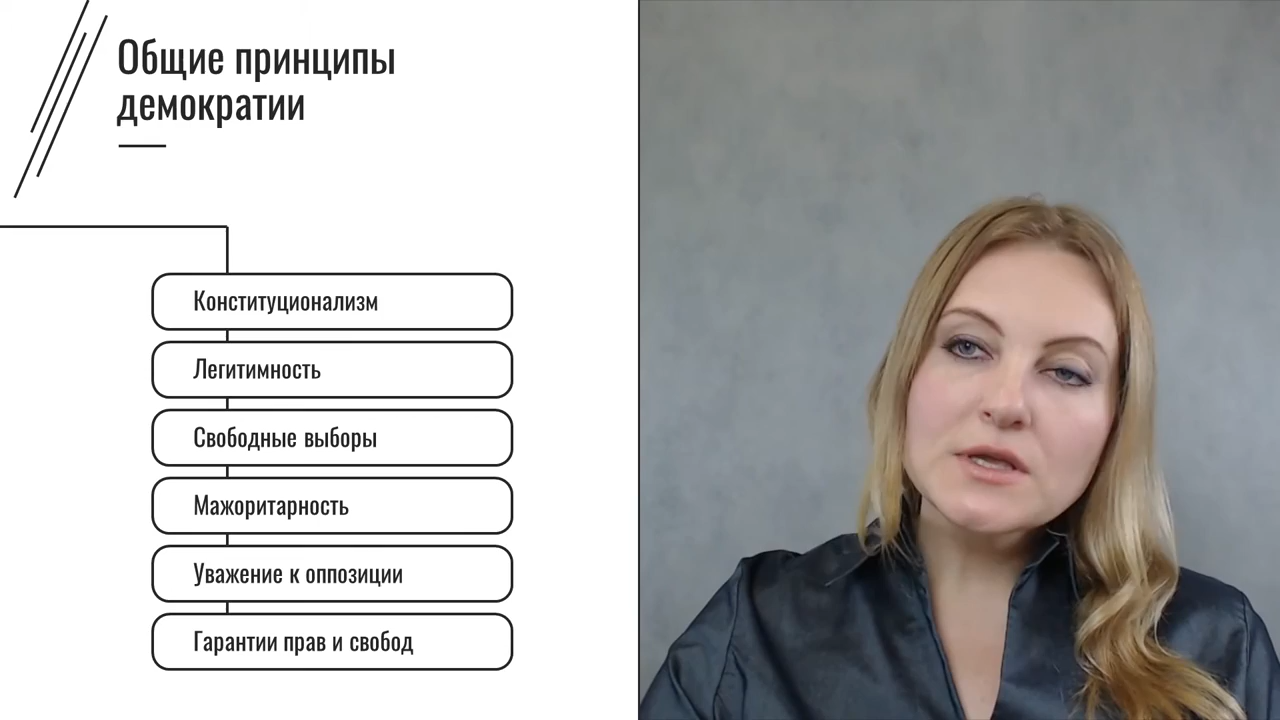 Общие принципы
демократии
Конституционализм
Легитимность
Свободные выборы
Мажоритарность
Уважение к оппозиции
Гарантии прав и свобод